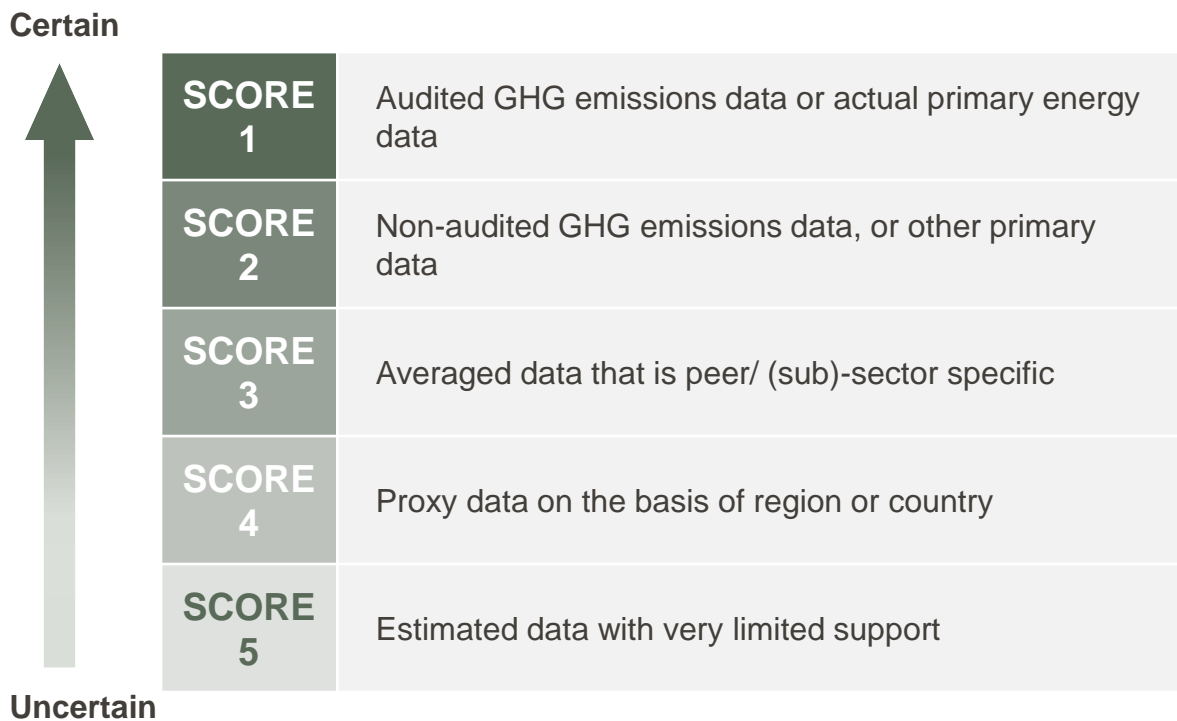 Certain
SCORE
1
Audited GHG emissions data or actual primary energy
data
SCORE
2
Non-audited GHG emissions data, or other primary
data
SCORE
3
Averaged data that is peer/ (sub)-sector specific
SCORE
4
Proxy data on the basis of region or country
SCORE
5
Estimated data with very limited support
Uncertain